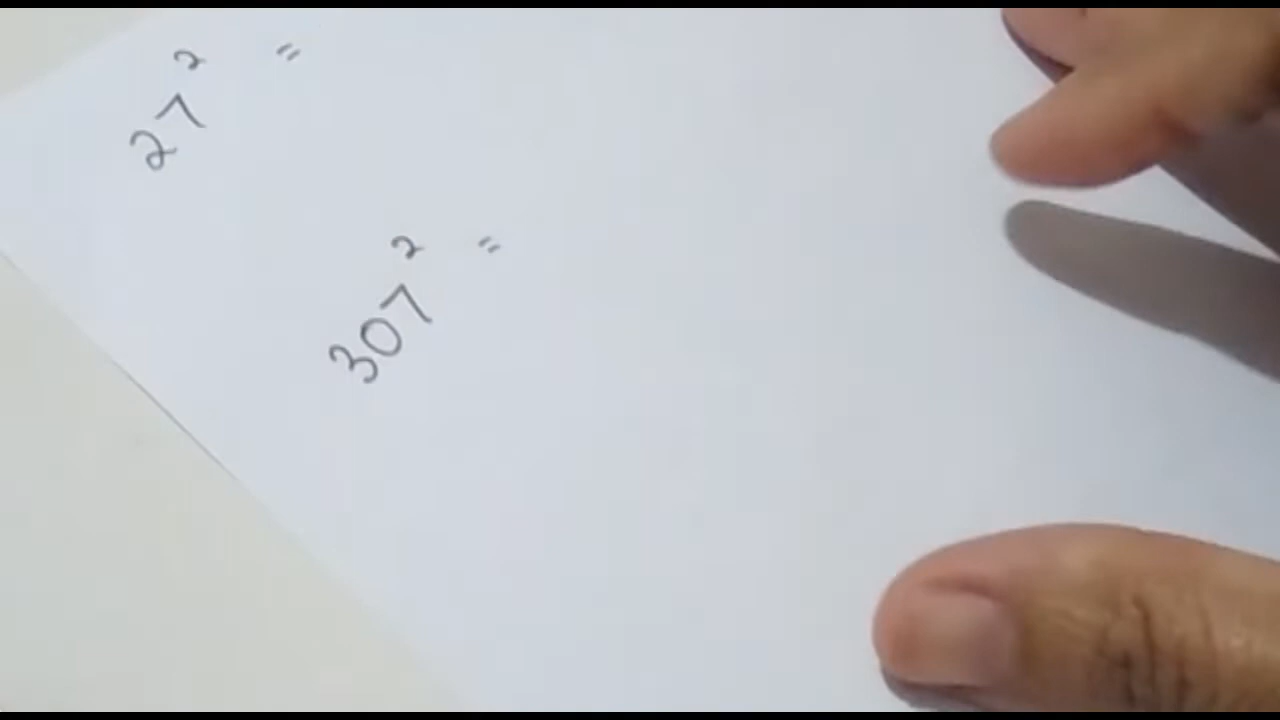 27² =
307² =